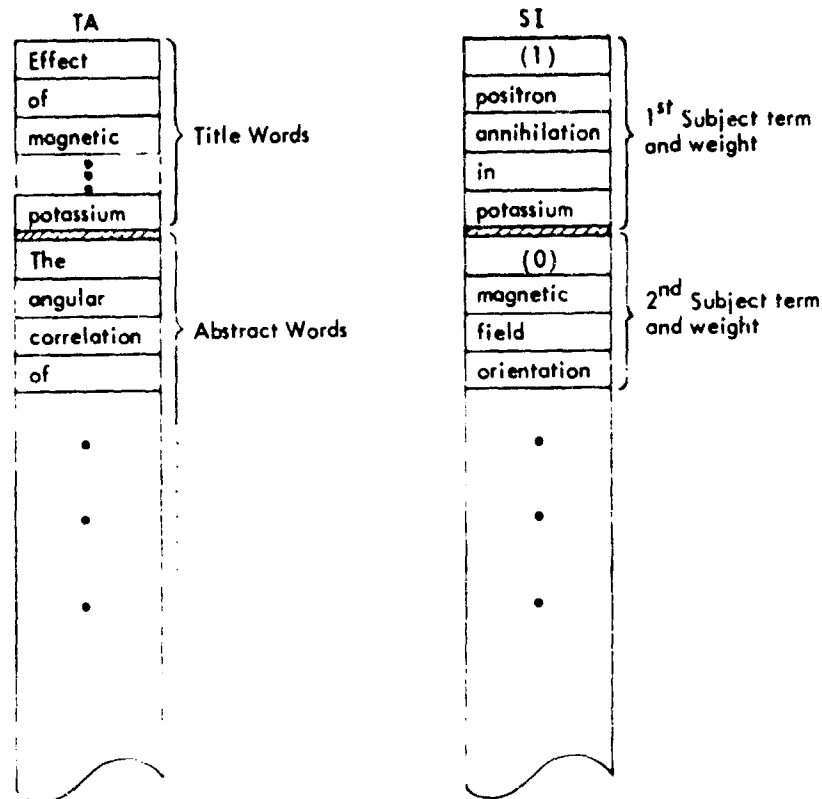 TA
Effect
of
magnetic
potassium
Title Words
The
angular
correlation
of
Abstract Words
SI
(1)
positron
annihilation
in
potassium
1st Subject term
and weight
(0)
magnetic
field
orientation
2nd Subject term
and weight